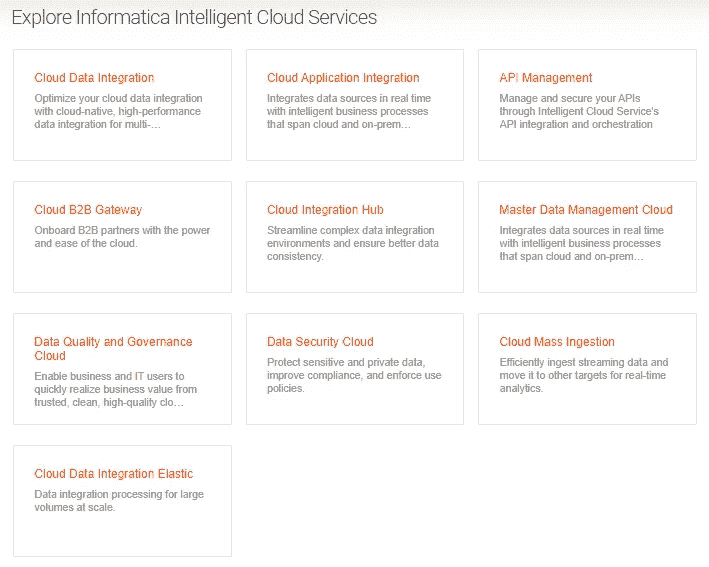 Explore Informatica Intelligent Cloud Services
Cloud Data Integration
Optimize your cloud data integration
with cloud-native, high-performance
data integration for multi-...
Cloud Application Integration
Integrates data sources in real time
with intelligent business processes
that span cloud and on-prem...
API Management
Manage and secure your APIs
through Intelligent Cloud Service's
API integration and orchestration
Cloud B2B Gateway
Onboard B2B partners with the power
and ease of the cloud.
Cloud Integration Hub
Streamline complex data integration
environments and ensure better data
consistency.
Master Data Management Cloud
Integrates data sources in real time
with intelligent business processes
that span cloud and on-prem...
Data Quality and Governance
Cloud
Enable business and IT users to
quickly realize business value from
trusted, clean, high-quality clo...
Data Security Cloud
Protect sensitive and private data,
improve compliance, and enforce use
policies.
Cloud Mass Ingestion
Efficiently ingest streaming data and
move it to other targets for real-time
analytics.
Cloud Data Integration Elastic
Data integration processing for large
volumes at scale.